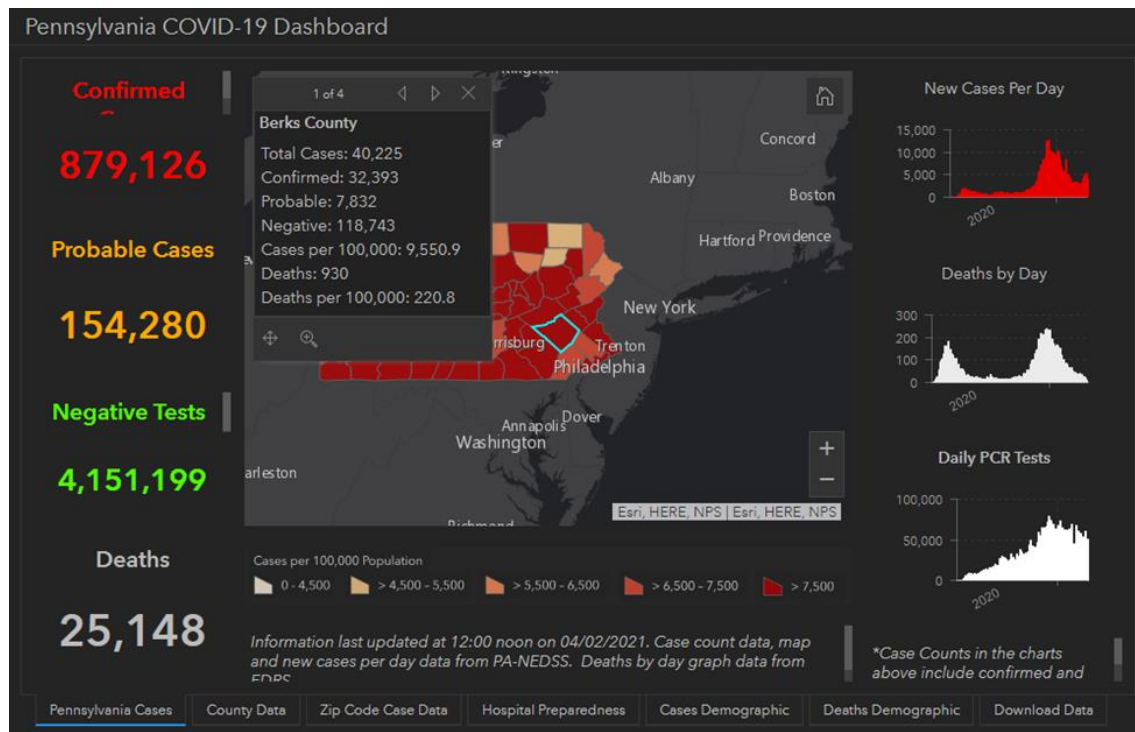 Pennsylvania COVID-19 Dashboard
Confirmed
879,126
Probable Cases
154,280
Negative Tests
4,151,199
Deaths
25,148
1 of 4
Berks County
Total Cases: 40,225
Confirmed: 32,393
Probable: 7,832
Negative: 118,743
Cases per 100,000: 9,550.9
Deaths: 930
Deaths per 100,000: 220.8
Concord
Albany
Boston
Hartford
Providence
New York
rrisburg
Trenton
Philadelphia
Dover
Annapolis
Washington
arleston
Esri, HERE, NPS | Esri, HERE, NPS
Cases per 100,000 Population
0 - 4,500
> 4,500 - 5,500
> 5,500 - 6,500
> 6,500 - 7,500
> 7,500
Information last updated at 12:00 noon on 04/02/2021. Case count data, map
and new cases per day data from PA-NEDSS. Deaths by day graph data from
EDRS
New Cases Per Day
15,000
10,000
5,000
0
2020
Deaths by Day
300
200
100
0
2020
Daily PCR Tests
100,000
50,000
0
2020
*Case Counts in the charts
above include confirmed and
Pennsylvania Cases
County Data
Zip Code Case Data
Hospital Preparedness
Cases Demographic
Deaths Demographic
Download Data